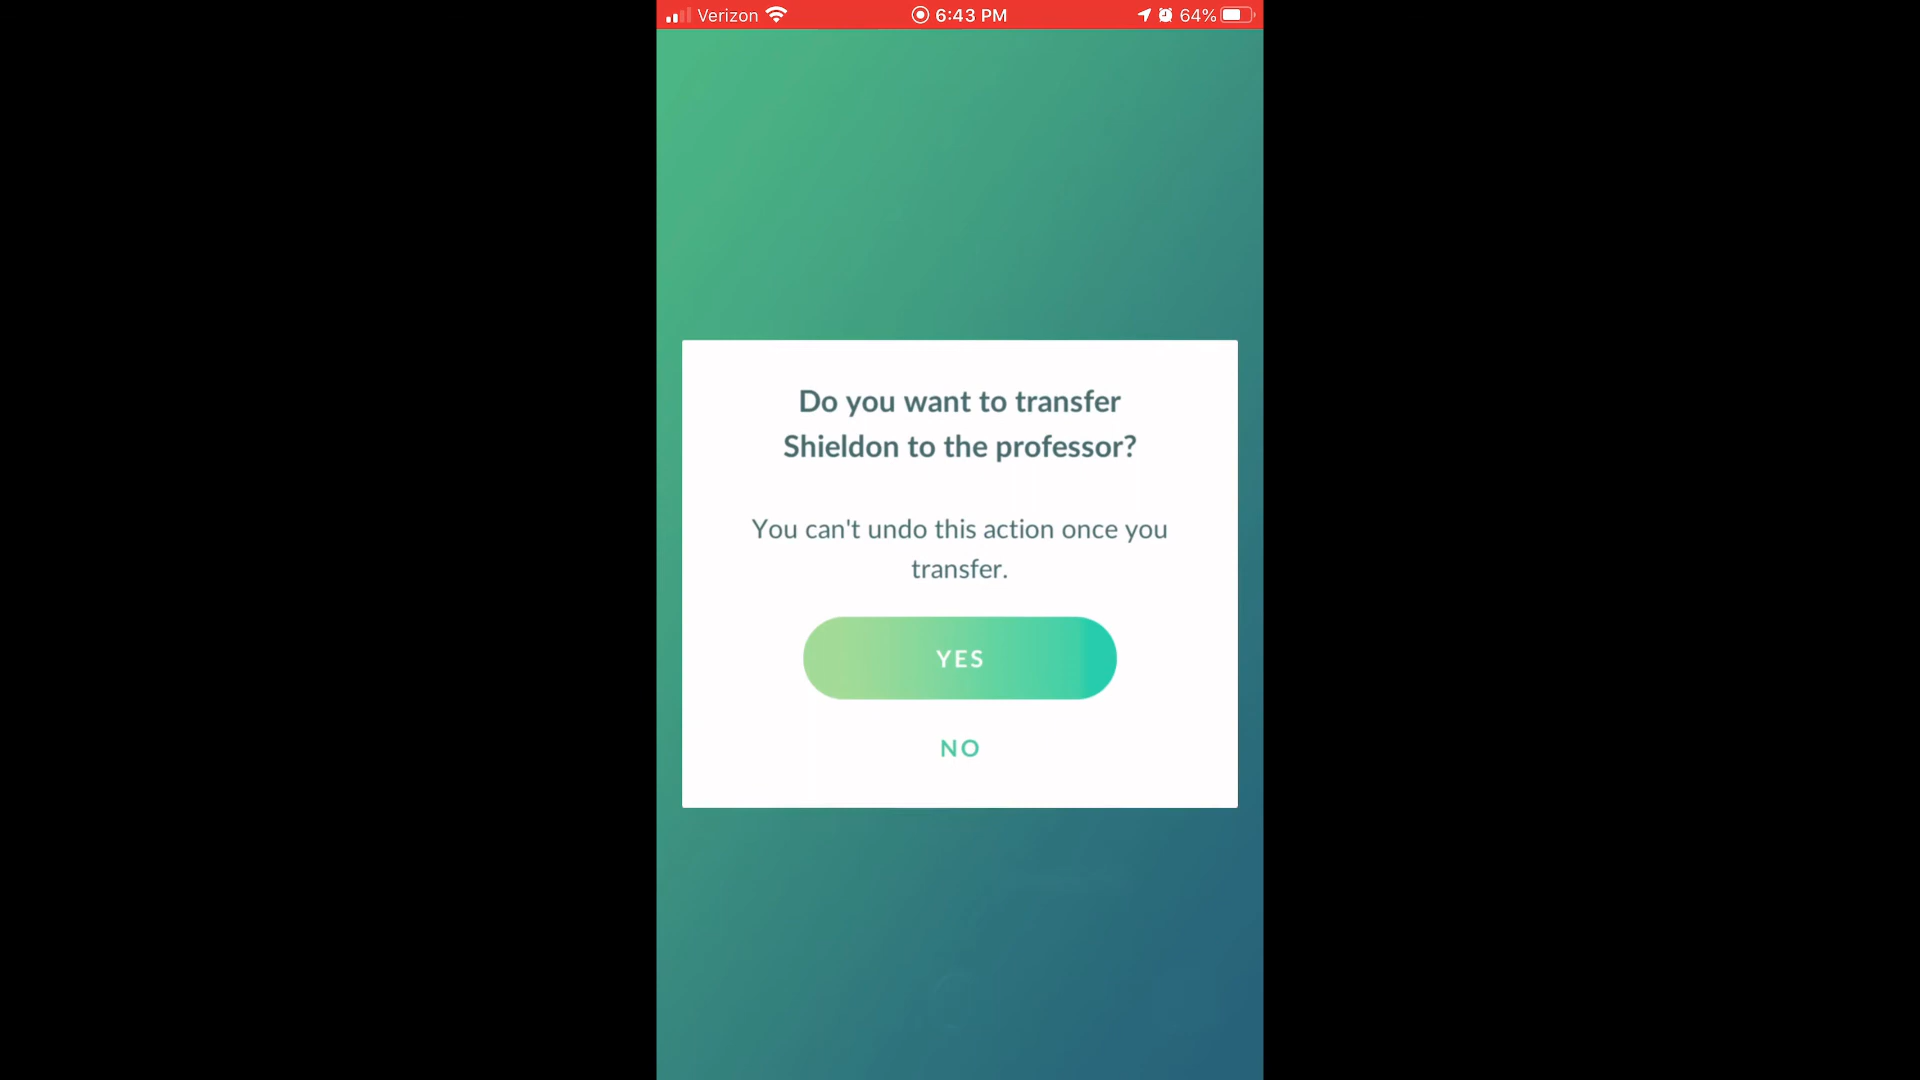 Verizon 6:43 PM 64%
Do you want to transfer
Shieldon to the professor?
You can't undo this action once you
transfer.
YES
NO